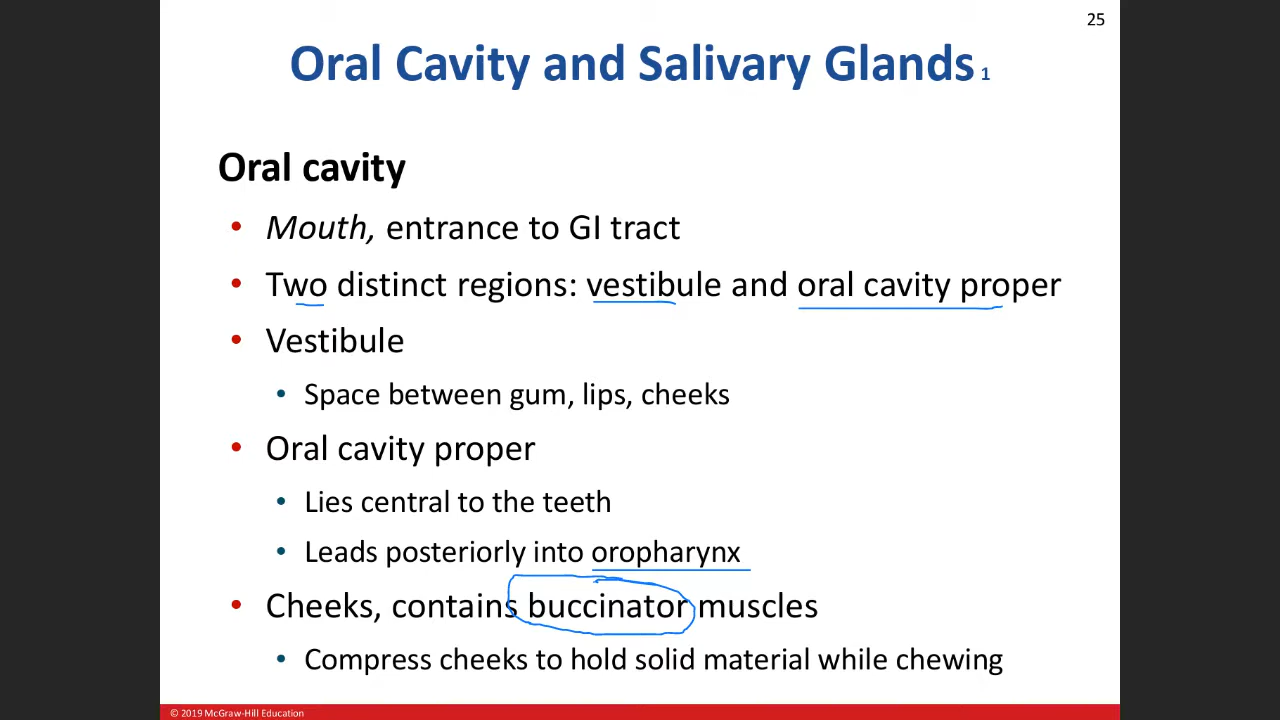 25
Oral Cavity and Salivary Glands 1
Oral cavity
• Mouth, entrance to GI tract
• Two distinct regions: vestibule and oral cavity proper
• Vestibule
• Space between gum, lips, cheeks
• Oral cavity proper
• Lies central to the teeth
• Leads posteriorly into oropharynx
• Cheeks, contains buccinator muscles
• Compress cheeks to hold solid material while chewing
© 2019 McGraw-Hill Education